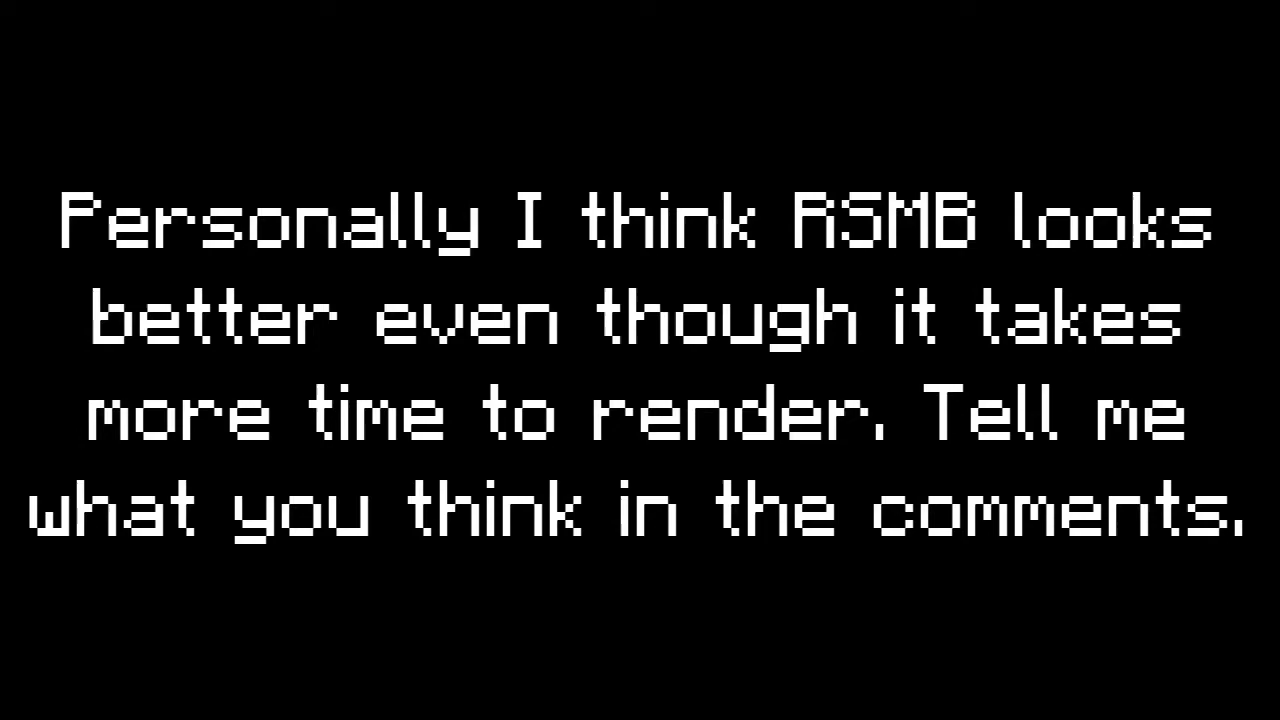 Personally I think RSMB looks
better even though it takes
more time to render. Tell me
what you think in the comments.